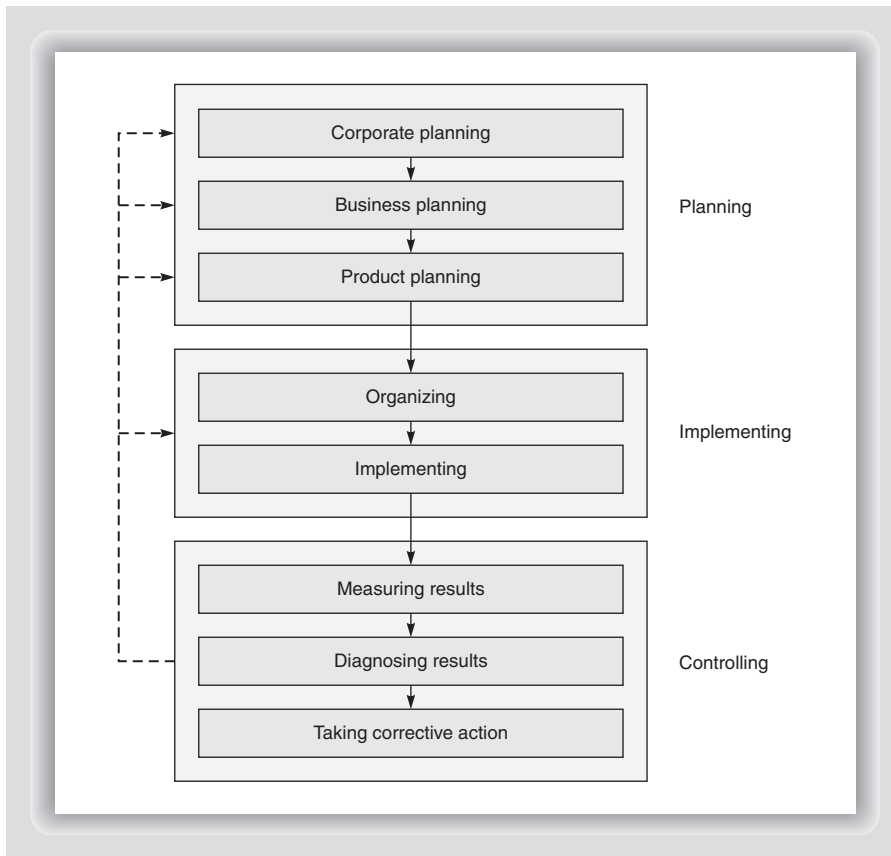 Corporate planning
Business planning
Planning
Product planning
Organizing
Implementing
Implementing
Measuring results
Diagnosing results
Controlling
Taking corrective action